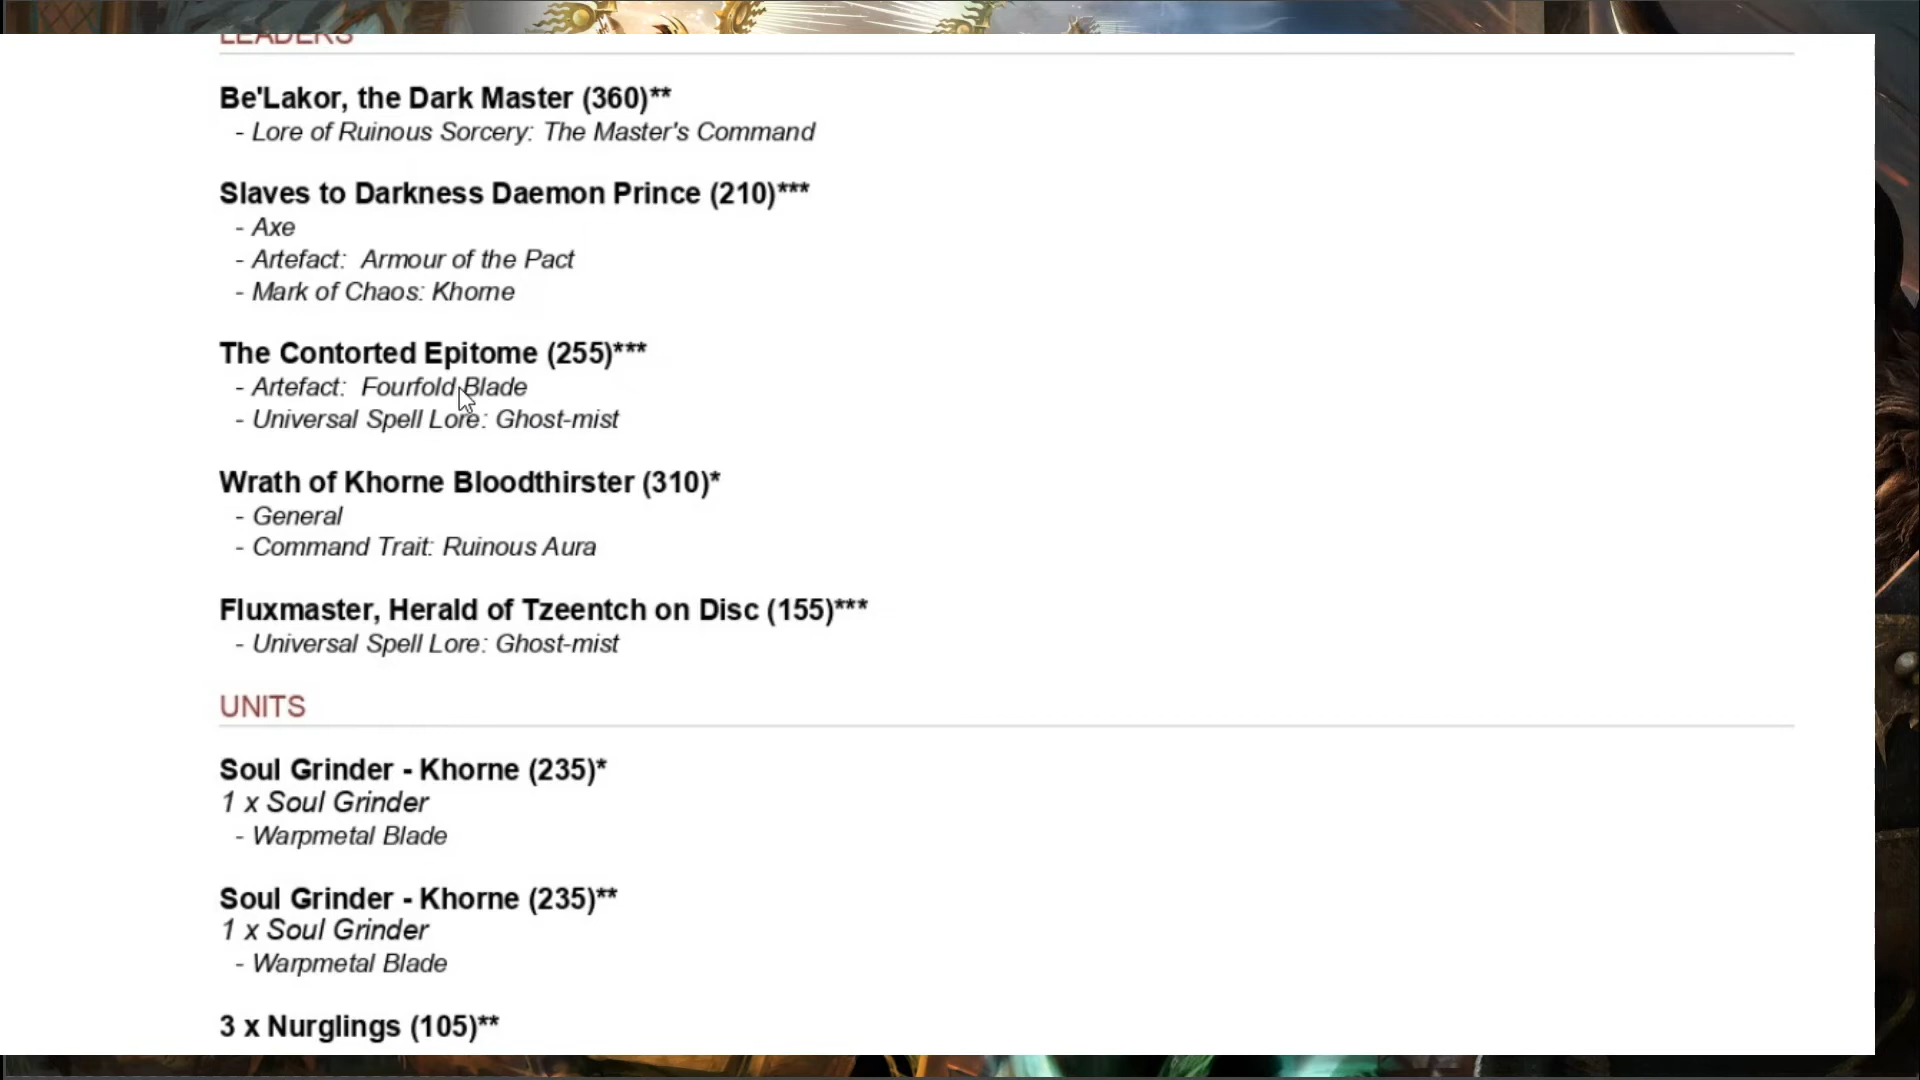 LEADERS
Be'Lakor, the Dark Master (360)**
- Lore of Ruinous Sorcery: The Master's Command
Slaves to Darkness Daemon Prince (210)***
- Axe
- Artefact: Armour of the Pact
- Mark of Chaos: Khorne
The Contorted Epitome (255)***
- Artefact: Fourfold Blade
- Universal Spell Lore: Ghost-mist
Wrath of Khorne Bloodthirster (310)*
- General
- Command Trait: Ruinous Aura
Fluxmaster, Herald of Tzeentch on Disc (155)***
- Universal Spell Lore: Ghost-mist
UNITS
Soul Grinder - Khorne (235)*
1 x Soul Grinder
- Warpmetal Blade
Soul Grinder - Khorne (235)**
1 x Soul Grinder
- Warpmetal Blade
3 x Nurglings (105)**